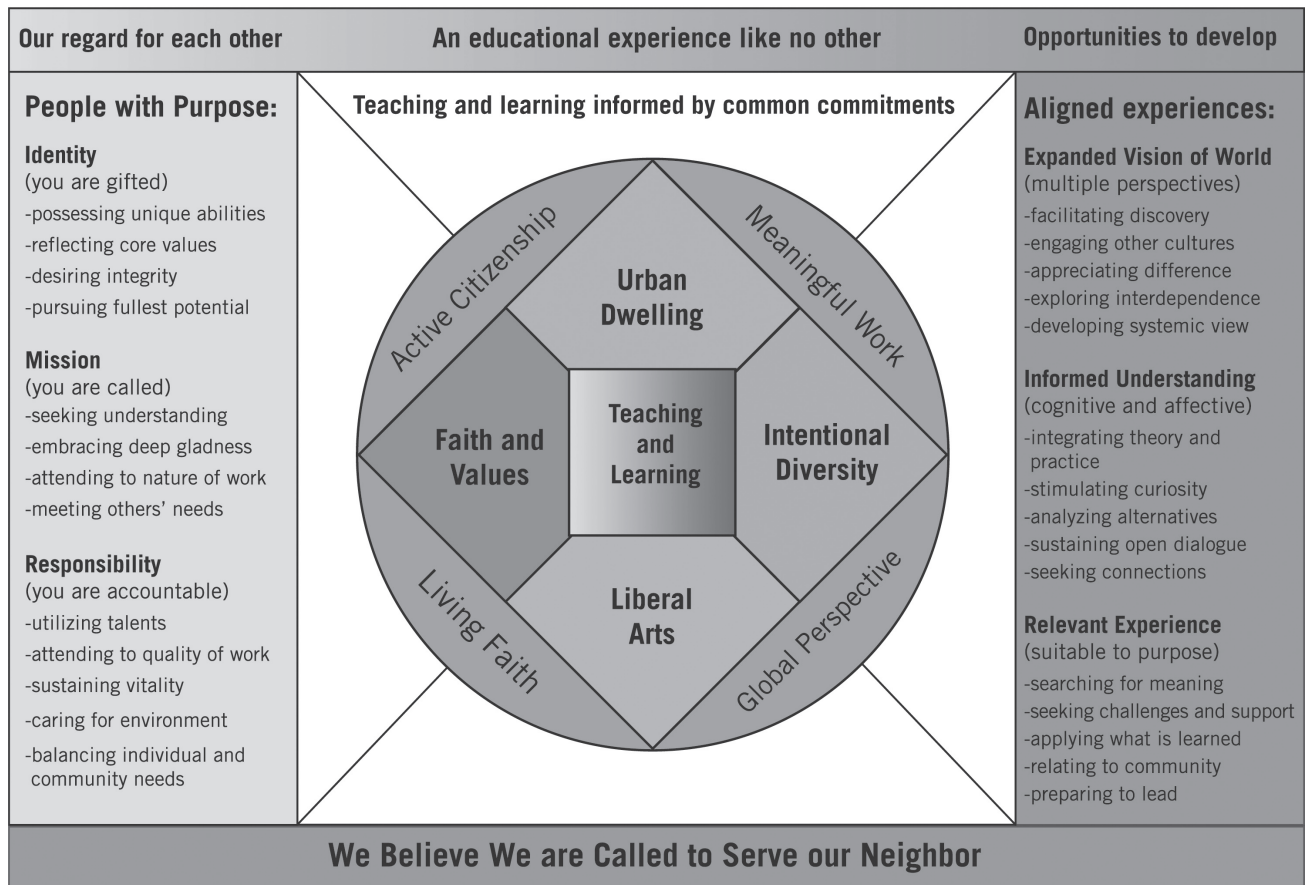 Our regard for each other
An educational experience like no other
Opportunities to develop
People with Purpose:
Identity
(you are gifted)
-possessing unique abilities
-reflecting core values
-desiring integrity
-pursuing fullest potential
Mission
(you are called)
-seeking understanding
-embracing deep gladness
-attending to nature of work
-meeting others’ needs
Responsibility
(you are accountable)
-utilizing talents
-attending to quality of work
-sustaining vitality
-caring for environment
-balancing individual and
community needs
Teaching and learning informed by common commitments
Active Citizenship
Meaningful Work
Urban
Dwelling
Faith and
Values
Teaching
and
Learning
Intentional
Diversity
Liberal
Arts
Living Faith
Global Perspective
Aligned experiences:
Expanded Vision of World
(multiple perspectives)
-facilitating discovery
-engaging other cultures
-appreciating difference
-exploring interdependence
-developing systemic view
Informed Understanding
(cognitive and affective)
-integrating theory and
practice
-stimulating curiosity
-analyzing alternatives
-sustaining open dialogue
-seeking connections
Relevant Experience
(suitable to purpose)
-searching for meaning
-seeking challenges and support
-applying what is learned
-relating to community
-preparing to lead
We Believe We are Called to Serve our Neighbor